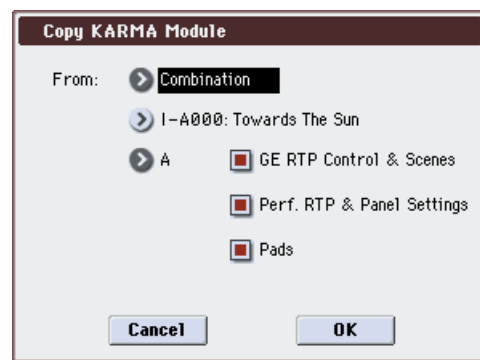 Copy KARMA Module
From: Combination
I-A000: Towards The Sun
A GE RTP Control & Scenes
Perf. RTP & Panel Settings
Pads
Cancel OK